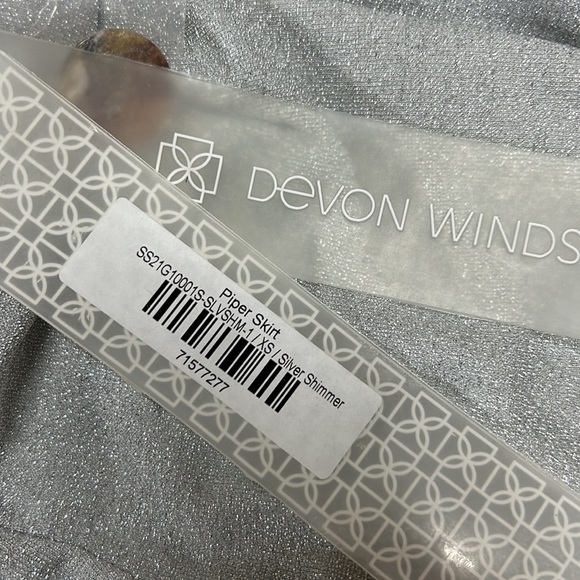 DeVON WINDS
Piper Skirt
SS21G10001S-SLVSHM-1 / XS / Silver Shimmer
71577277